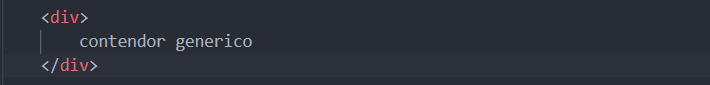 <div>
contendor generico
</div>